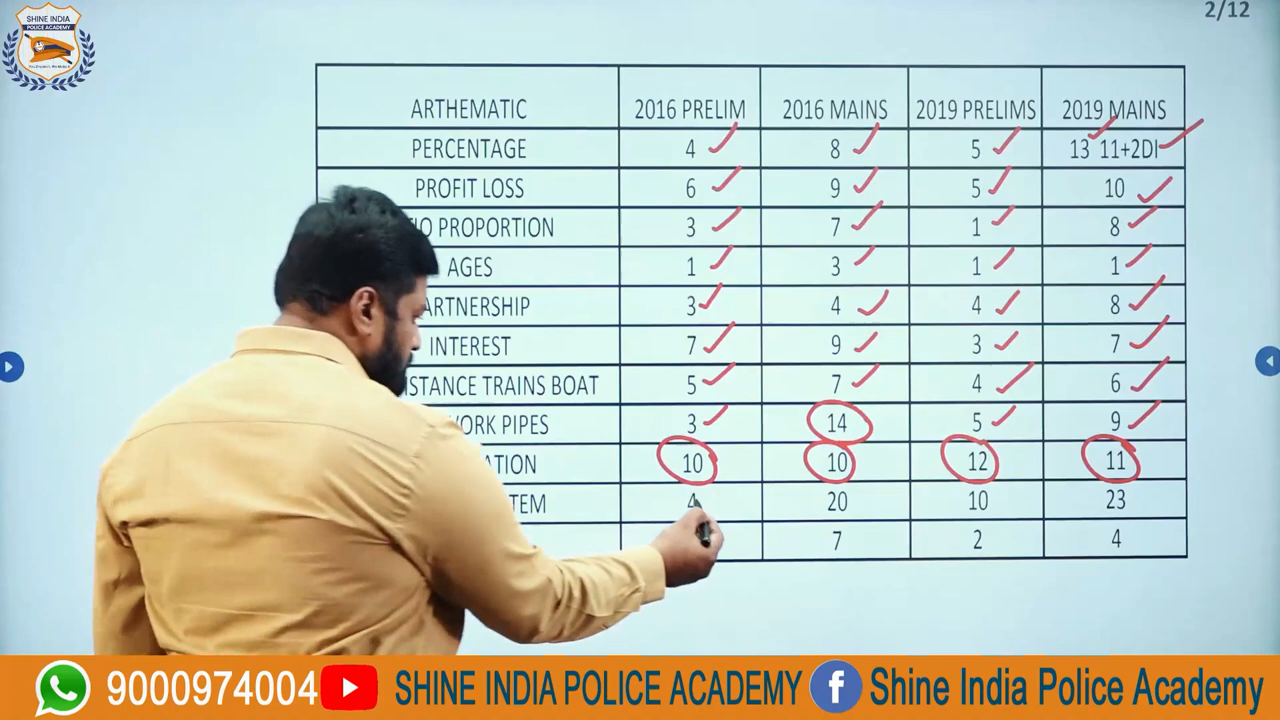 SHINE INDIA
POLICE ACADEMY
2/12
ARTHEMATIC 2016 PRELIM 2016 MAINS 2019 PRELIMS 2019 MAINS
PERCENTAGE 4 8 5 13 11+2DI
PROFIT LOSS 6 9 5 10
IO PROPORTION 3 7 1 8
AGES 1 3 1 1
ARTNERSHIP 3 4 4 8
INTEREST 7 9 3 7
ISTANCE TRAINS BOAT 5 7 4 6
ORK PIPES 3 14 5 9
ATION 10 10 12 11
TEM 4 20 10 23
7 2 4
9000974004 SHINE INDIA POLICE ACADEMY Shine India Police Academy